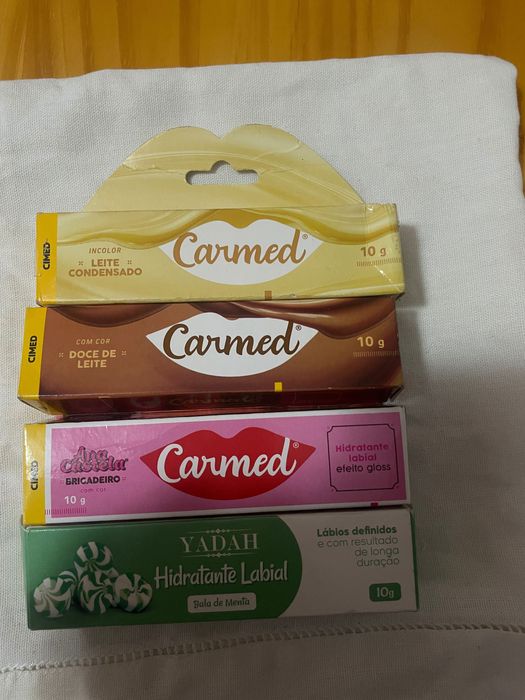 CIMED
INCOLOR
LEITE
CONDENSADO
Carmed®
10 g
CIMED
COM COR
DOCE DE
LEITE
Carmed®
10 g
CIMED
Ana
Castela
BRIGADEIRO
com cor
10 g
Carmed®
Hidratante
labial
efeito gloss
YADAH
Hidratante Labial
Bala de Menta
Lábios definidos
e com resultado
de longa
duração
10g